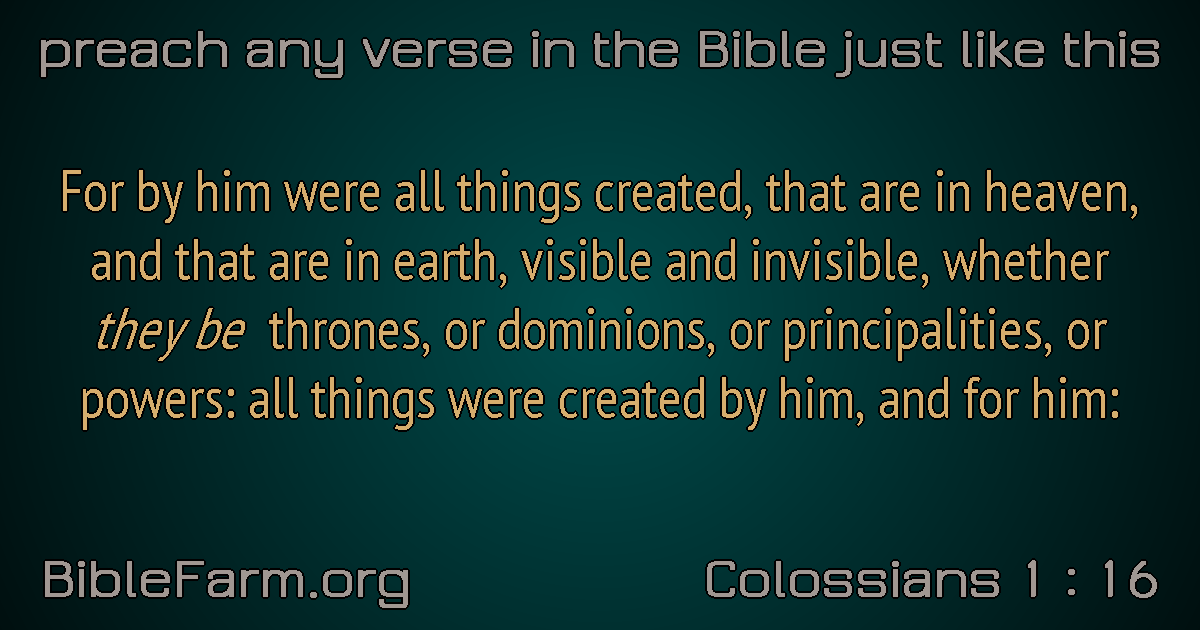 preach any verse in the Bible just like this
For by him were all things created, that are in heaven,
and that are in earth, visible and invisible, whether
they be thrones, or dominions, or principalities, or
powers: all things were created by him, and for him:
BibleFarm.org
Colossians 1 : 16